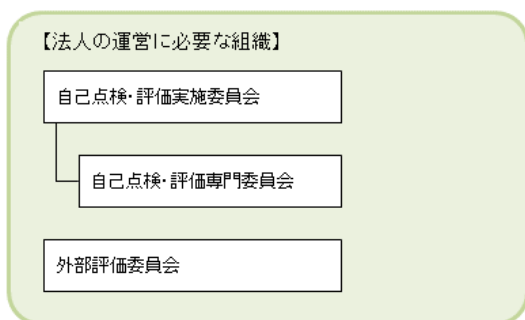 【法人の運営に必要な組織】
自己点検・評価実施委員会
自己点検・評価専門委員会
外部評価委員会